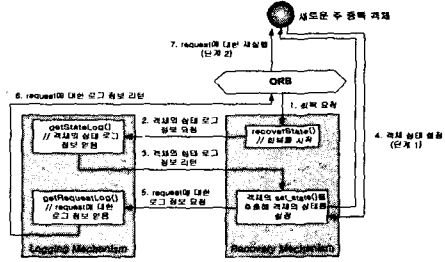 새로운 주 중복 객체
7. request에 대한 재실행
(단계 2)
ORB
6. request에 대한 로그 정보 리턴
1. 회복 요청
getStateLog()
// 객체의 상태 로그
정보 얻음
2. 객체의 상태 로그
정보 요청
recoverState()
// 회복을 시작
4. 객체 상태 설정
(단계 1)
3. 객체의 상태 로그
정보 리턴
getRequestLog()
// request에 대한
로그 정보 얻음
5. request에 대한
로그 정보 요청
객체의 set_state()를
호출해 객체의 상태를
설정
Logging Mechanism
Recovery Mechanism